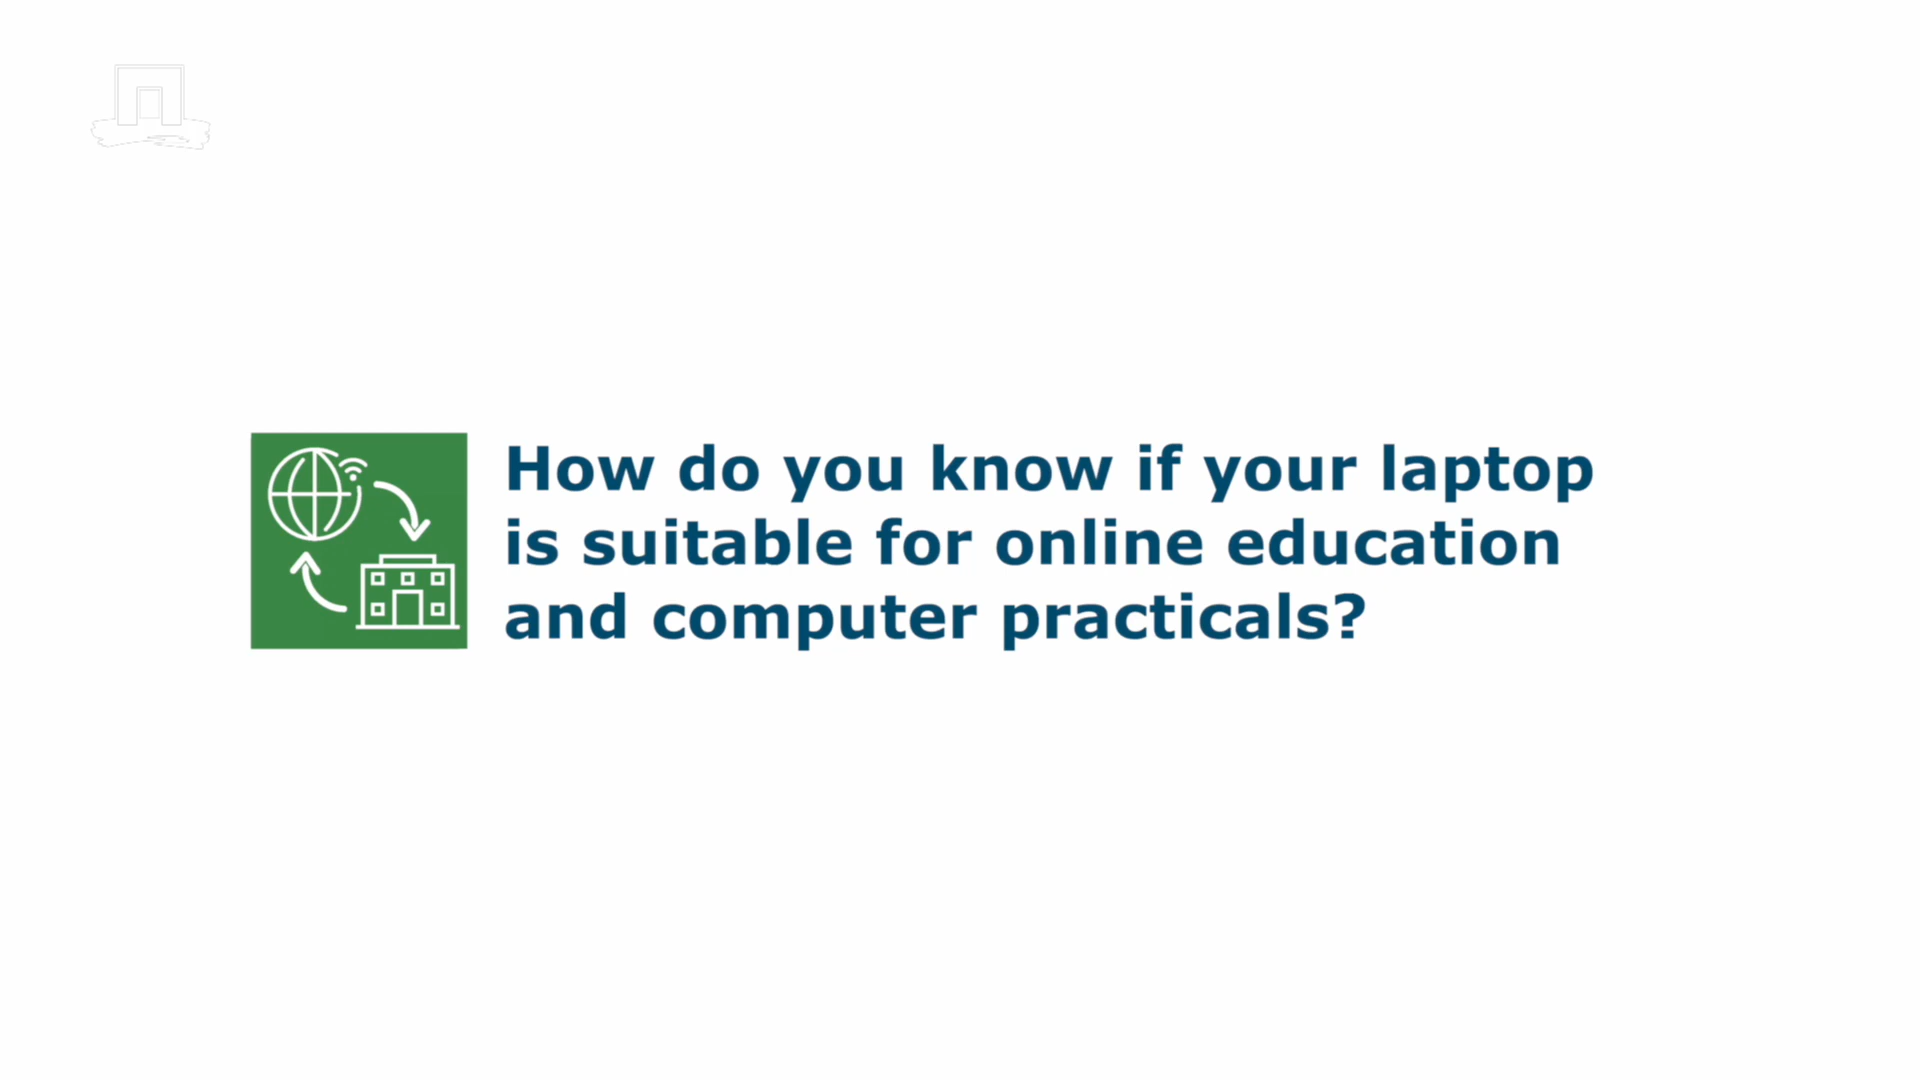 How do you know if your laptop
is suitable for online education
and computer practicals?